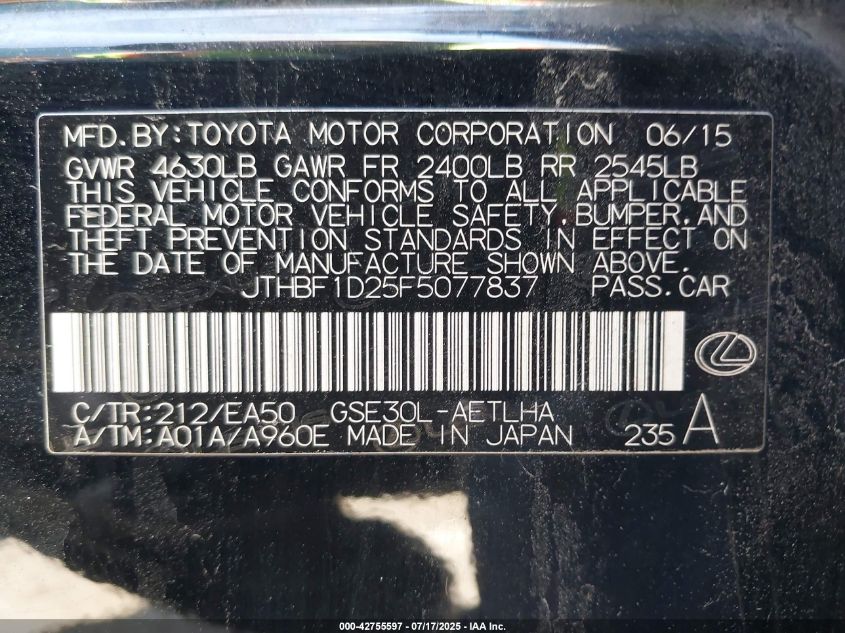 MFD.BY:TOYOTA MOTOR CORPORATION 06/15
GVWR 4630LB GAWR FR 2400LB RR 2545LB
THIS VEHICLE CONFORMS TO ALL APPLICABLE
FEDERAL MOTOR VEHICLE SAFETY,BUMPER,AND
THEFT PREVENTION STANDARDS IN EFFECT ON
THE DATE OF MANUFACTURE SHOWN ABOVE.
JTHBF1D25F5077837 PASS.CAR
C/TR:212/EA50 GSE30L-AETLHA
A/TM:A01A/A960E MADE IN JAPAN 235 A
000-42755597 - 07/17/2025 - IAA Inc.